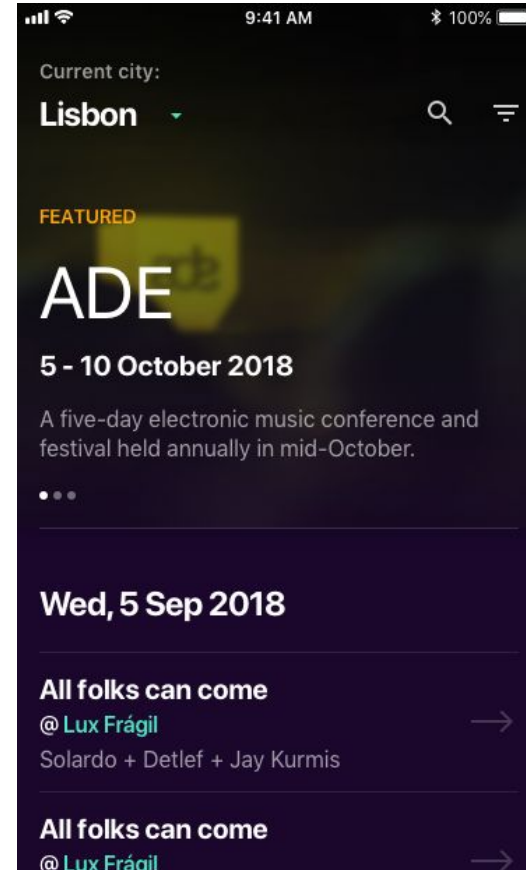 9:41 AM
100%
Current city:
Lisbon
FEATURED
ade
ADE
5 - 10 October 2018
A five-day electronic music conference and
festival held annually in mid-October.
Wed, 5 Sep 2018
All folks can come
@ Lux Frágil
Solardo + Detlef + Jay Kurmis
All folks can come
@ Lux Frágil